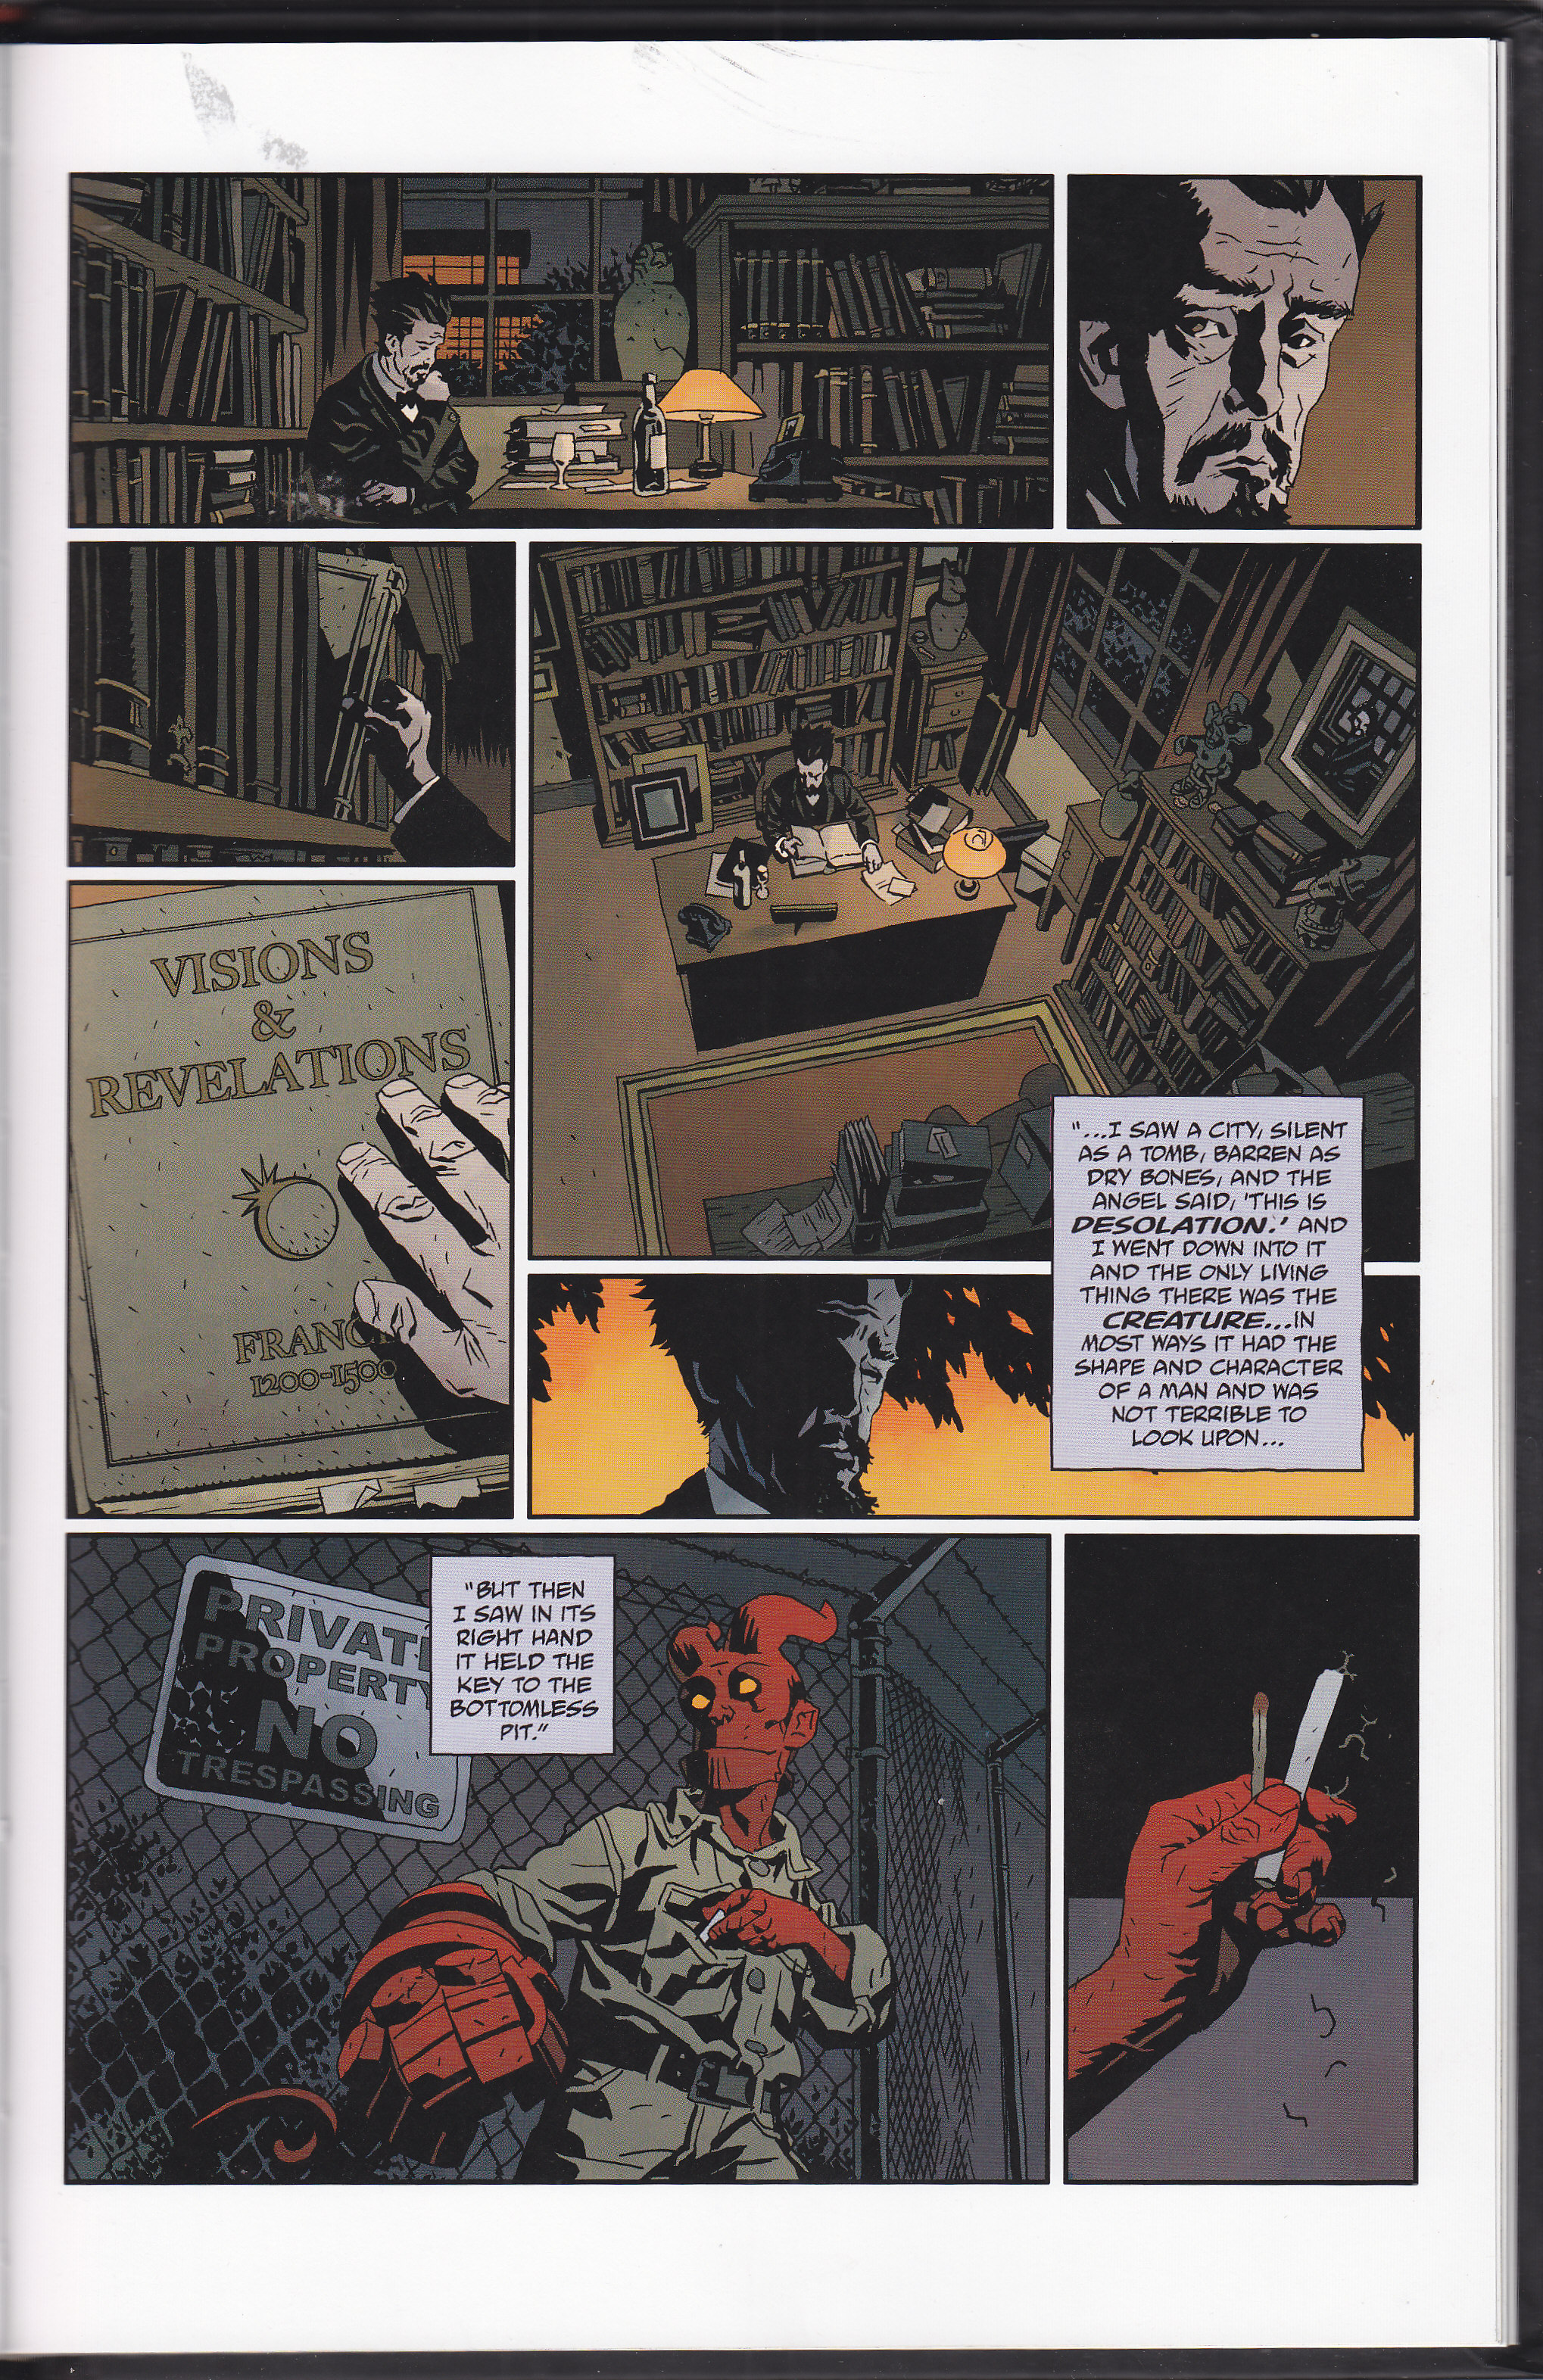 VISIONS
&
REVELATIONS
FRANC
1200-1500
"...I SAW A CITY, SILENT
AS A TOMB, BARREN AS
DRY BONES, AND THE
ANGEL SAID, 'THIS IS
DESOLATION.' AND
I WENT DOWN INTO IT
AND THE ONLY LIVING
THING THERE WAS THE
CREATURE...IN
MOST WAYS IT HAD THE
SHAPE AND CHARACTER
OF A MAN AND WAS
NOT TERRIBLE TO
LOOK UPON...
PRIVATE
PROPERTY
NO
TRESPASSING
"BUT THEN
I SAW IN ITS
RIGHT HAND
IT HELD THE
KEY TO THE
BOTTOMLESS
PIT."